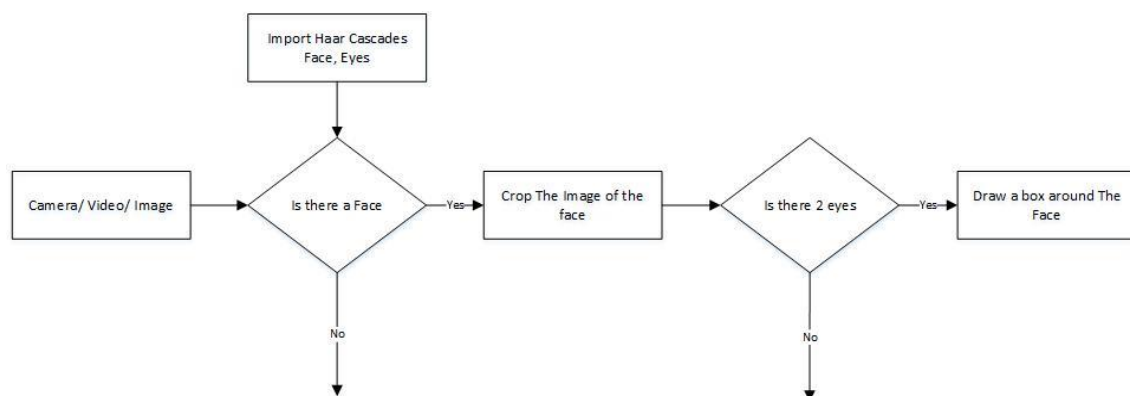 Import Haar Cascades
Face, Eyes
Camera/ Video/ Image
Is there a Face
Yes
Crop The Image of the
face
Is there 2 eyes
Yes
Draw a box around The
Face
No
No